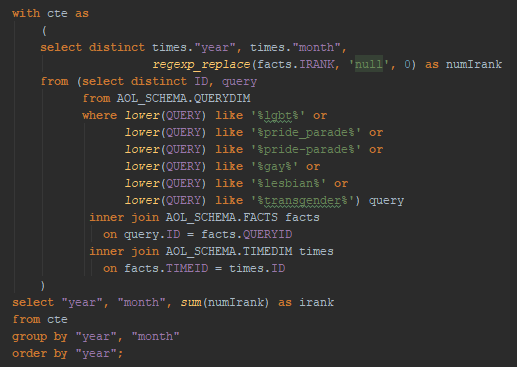 with cte as
(
select distinct times."year", times."month",
regexp_replace(facts.IRANK, 'null', 0) as numIrank
from (select distinct ID, query
from AOL_SCHEMA.QUERYDIM
where lower(QUERY) like '%lgbt%' or
lower(QUERY) like '%pride_parade%' or
lower(QUERY) like '%pride-parade%' or
lower(QUERY) like '%gay%' or
lower(QUERY) like '%lesbian%' or
lower(QUERY) like '%transgender%') query
inner join AOL_SCHEMA.FACTS facts
on query.ID = facts.QUERYID
inner join AOL_SCHEMA.TIMEDIM times
on facts.TIMEID = times.ID
)
select "year", "month", sum(numIrank) as irank
from cte
group by "year", "month"
order by "year";